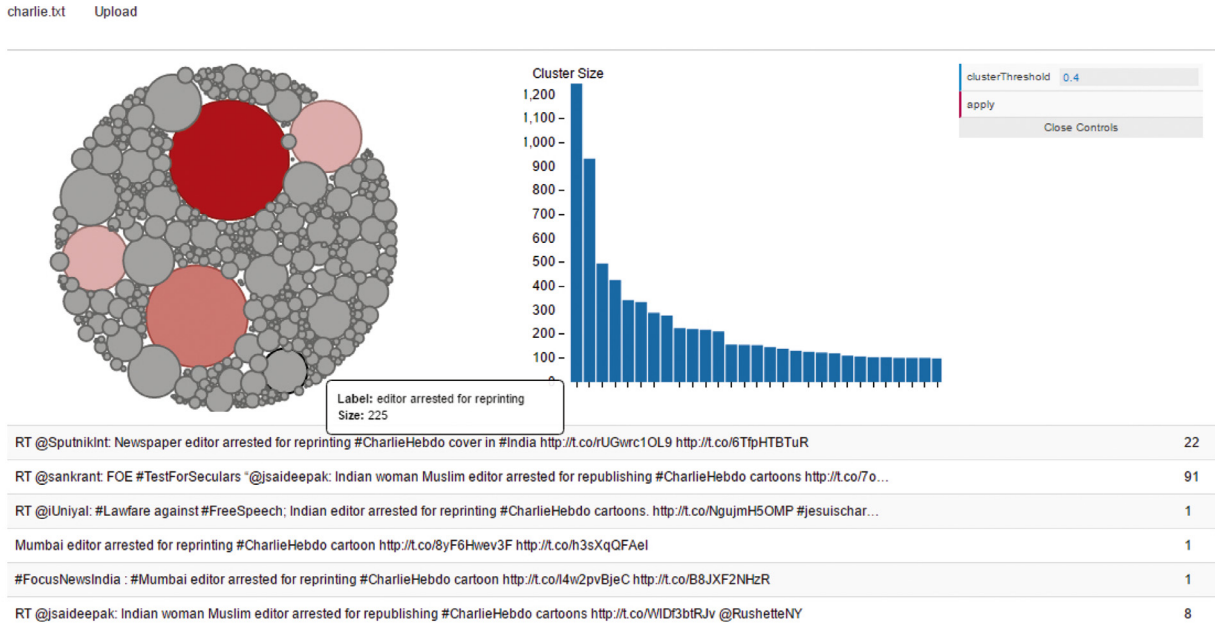 charlie.txt Upload
Cluster Size
1,200
1,100
1,000
900
800
700
600
500
400
300
200
100
clusterThreshold 0.4
apply
Close Controls
Label: editor arrested for reprinting
Size: 225
RT @SputnikInt: Newspaper editor arrested for reprinting #CharlieHebdo cover in #India http://t.co/rUGwrc1OL9 http://t.co/6TfpHTBTuR 22
RT @sankrant: FOE #TestForSeculars "@jsaideepak: Indian woman Muslim editor arrested for republishing #CharlieHebdo cartoons http://t.co/7o… 91
RT @iUniyal: #Lawfare against #FreeSpeech; Indian editor arrested for reprinting #CharlieHebdo cartoons. http://t.co/NgujmH5OMP #jesuischar… 1
Mumbai editor arrested for reprinting #CharlieHebdo cartoon http://t.co/8yF6Hwev3F http://t.co/h3sXqQFAeI 1
#FocusNewsIndia : #Mumbai editor arrested for reprinting #CharlieHebdo cartoon http://t.co/I4w2pvBjeC http://t.co/B8JXF2NHzR 1
RT @jsaideepak: Indian woman Muslim editor arrested for republishing #CharlieHebdo cartoons http://t.co/WIDf3btRJv @RushetteNY 8